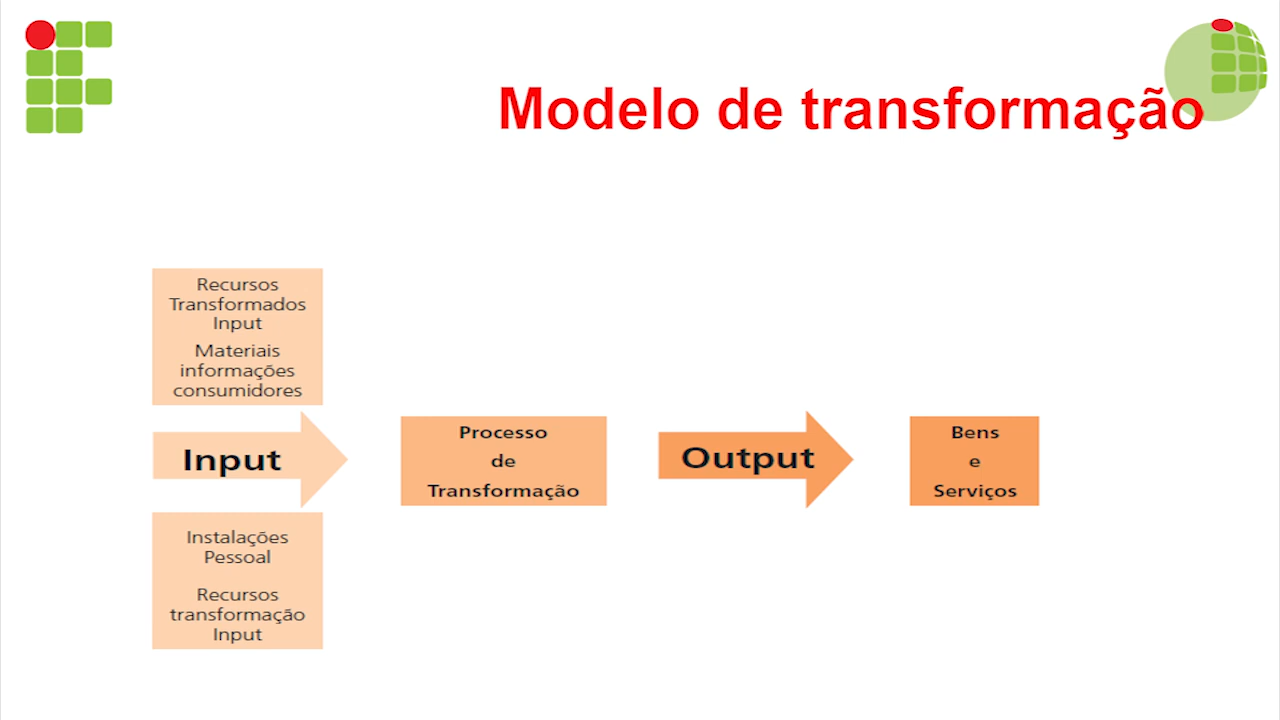 Modelo de transformação
Recursos
Transformados
Input
Materiais
informações
consumidores
Input
Instalações
Pessoal
Recursos
transformação
Input
Processo
de
Transformação
Output
Bens
e
Serviços